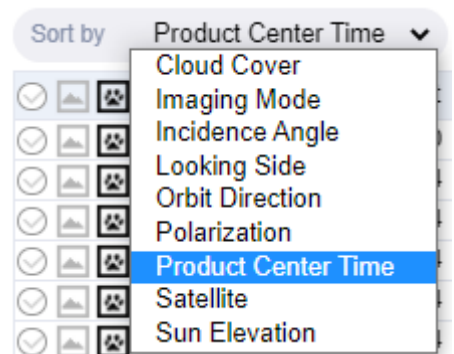 Sort by Product Center Time
Cloud Cover
Imaging Mode
Incidence Angle
Looking Side
Orbit Direction
Polarization
Product Center Time
Satellite
Sun Elevation